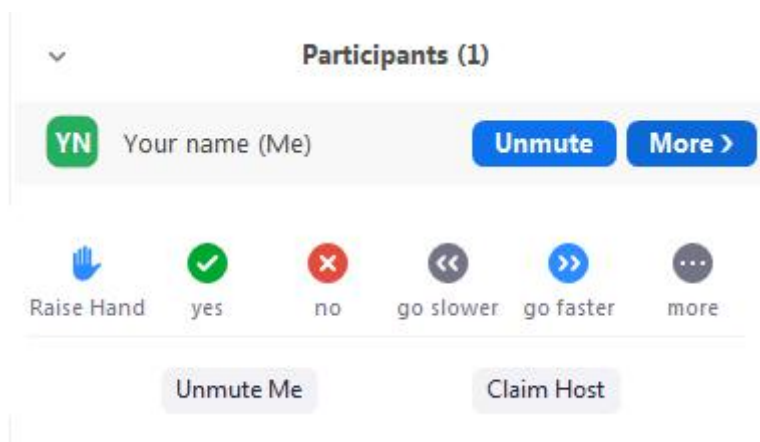 Participants (1)
YN Your name (Me) Unmute More >
Raise Hand yes no go slower go faster more
Unmute Me Claim Host